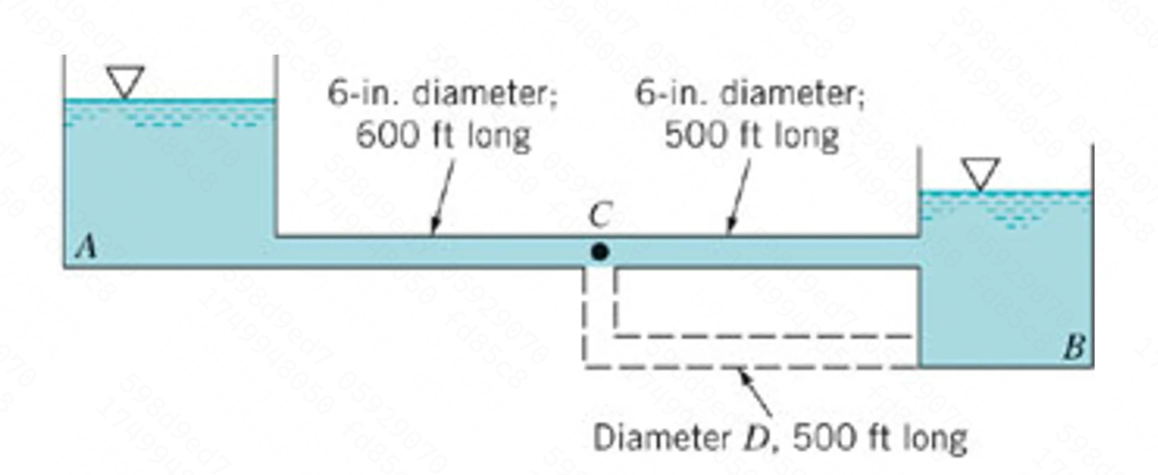 6-in. diameter;
600 ft long
6-in. diameter;
500 ft long
C
A
B
Diameter D, 500 ft long